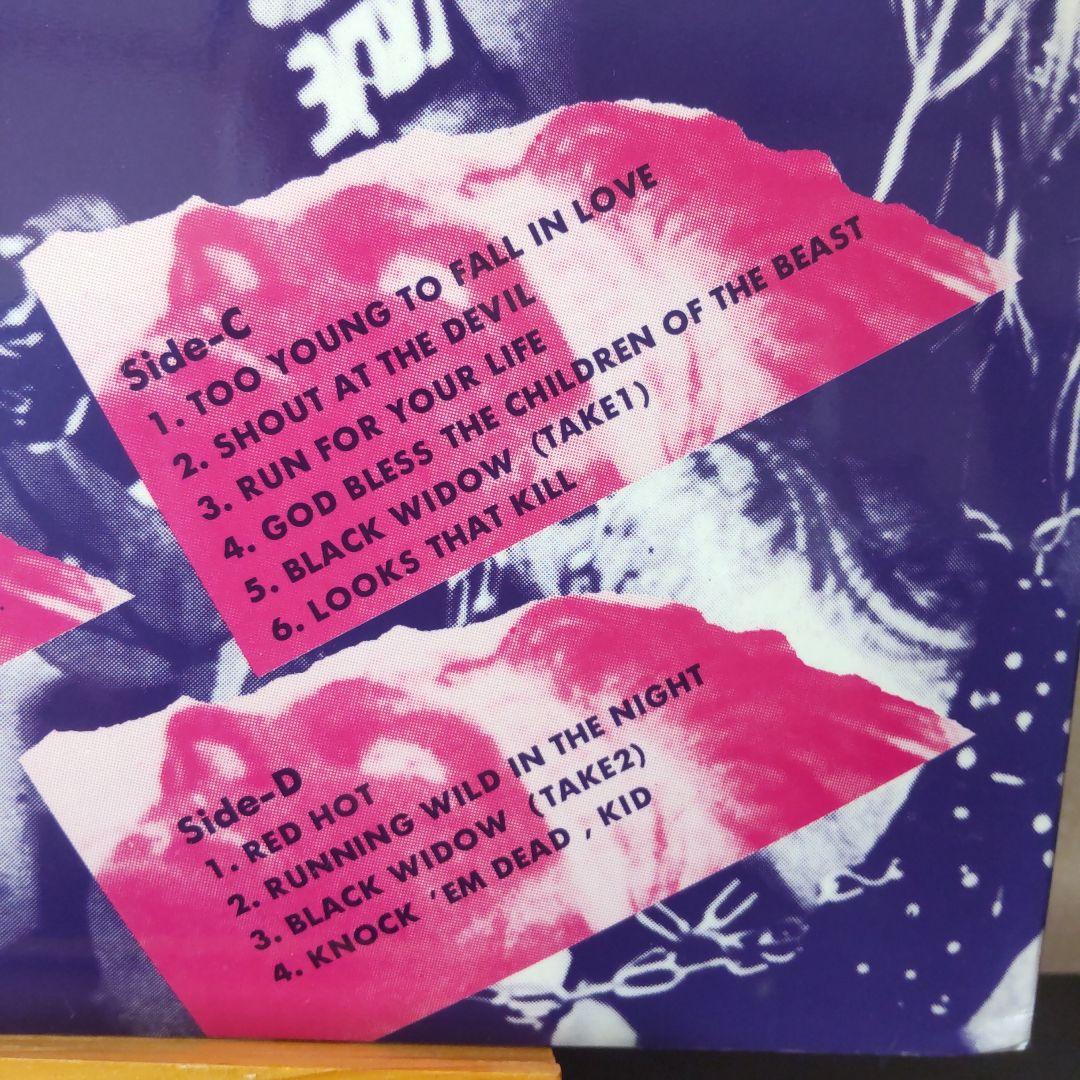 Side-C
1. TOO YOUNG TO FALL IN LOVE
2. SHOUT AT THE DEVIL
3. RUN FOR YOUR LIFE
4. GOD BLESS THE CHILDREN OF THE BEAST
5. BLACK WIDOW (TAKE1)
6. LOOKS THAT KILL
Side-D
1. RED HOT
2. RUNNING WILD IN THE NIGHT
3. BLACK WIDOW (TAKE2)
4. KNOCK 'EM DEAD , KID